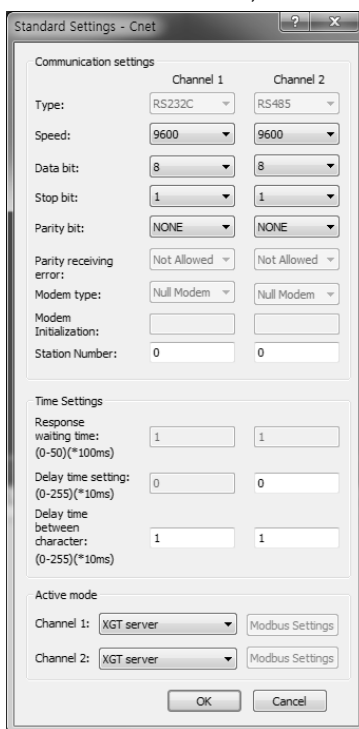 Standard Settings - Cnet
Communication settings
Channel 1 Channel 2
Type: RS232C RS485
Speed: 9600 9600
Data bit: 8 8
Stop bit: 1 1
Parity bit: NONE NONE
Parity receiving
error: Not Allowed Not Allowed
Modem type: Null Modem Null Modem
Modem
Initialization:
Station Number: 0 0
Time Settings
Response
waiting time: 1 1
(0-50)(*100ms)
Delay time setting: 0 0
(0-255)(*10ms)
Delay time
between
character: 1 1
(0-255)(*10ms)
Active mode
Channel 1: XGT server Modbus Settings
Channel 2: XGT server Modbus Settings
OK Cancel